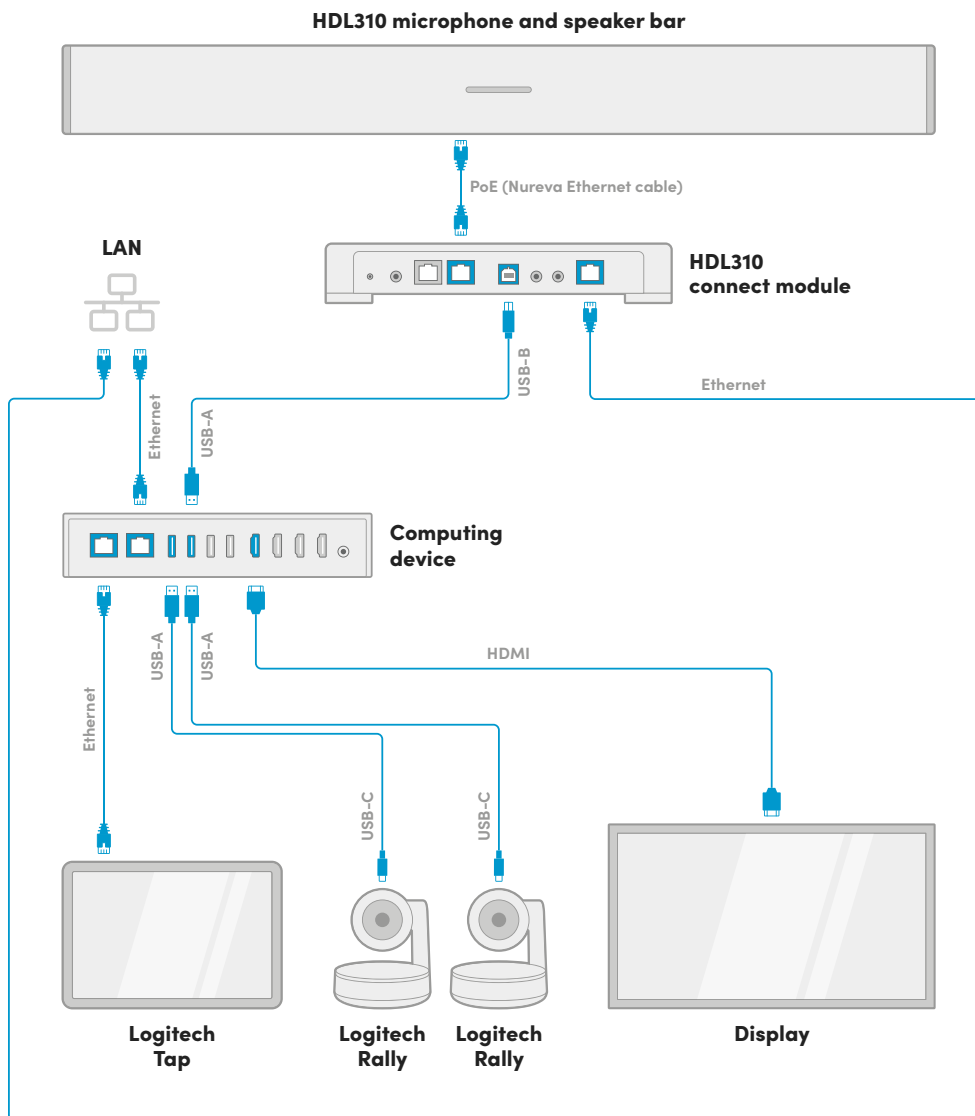 HDL310 microphone and speaker bar
PoE (Nureva Ethernet cable)
LAN
HDL310
connect module
USB-B
Ethernet
Ethernet
USB-A
Computing
device
USB-A
USB-A
HDMI
Ethernet
USB-C
USB-C
Logitech
Tap
Logitech
Rally
Logitech
Rally
Display